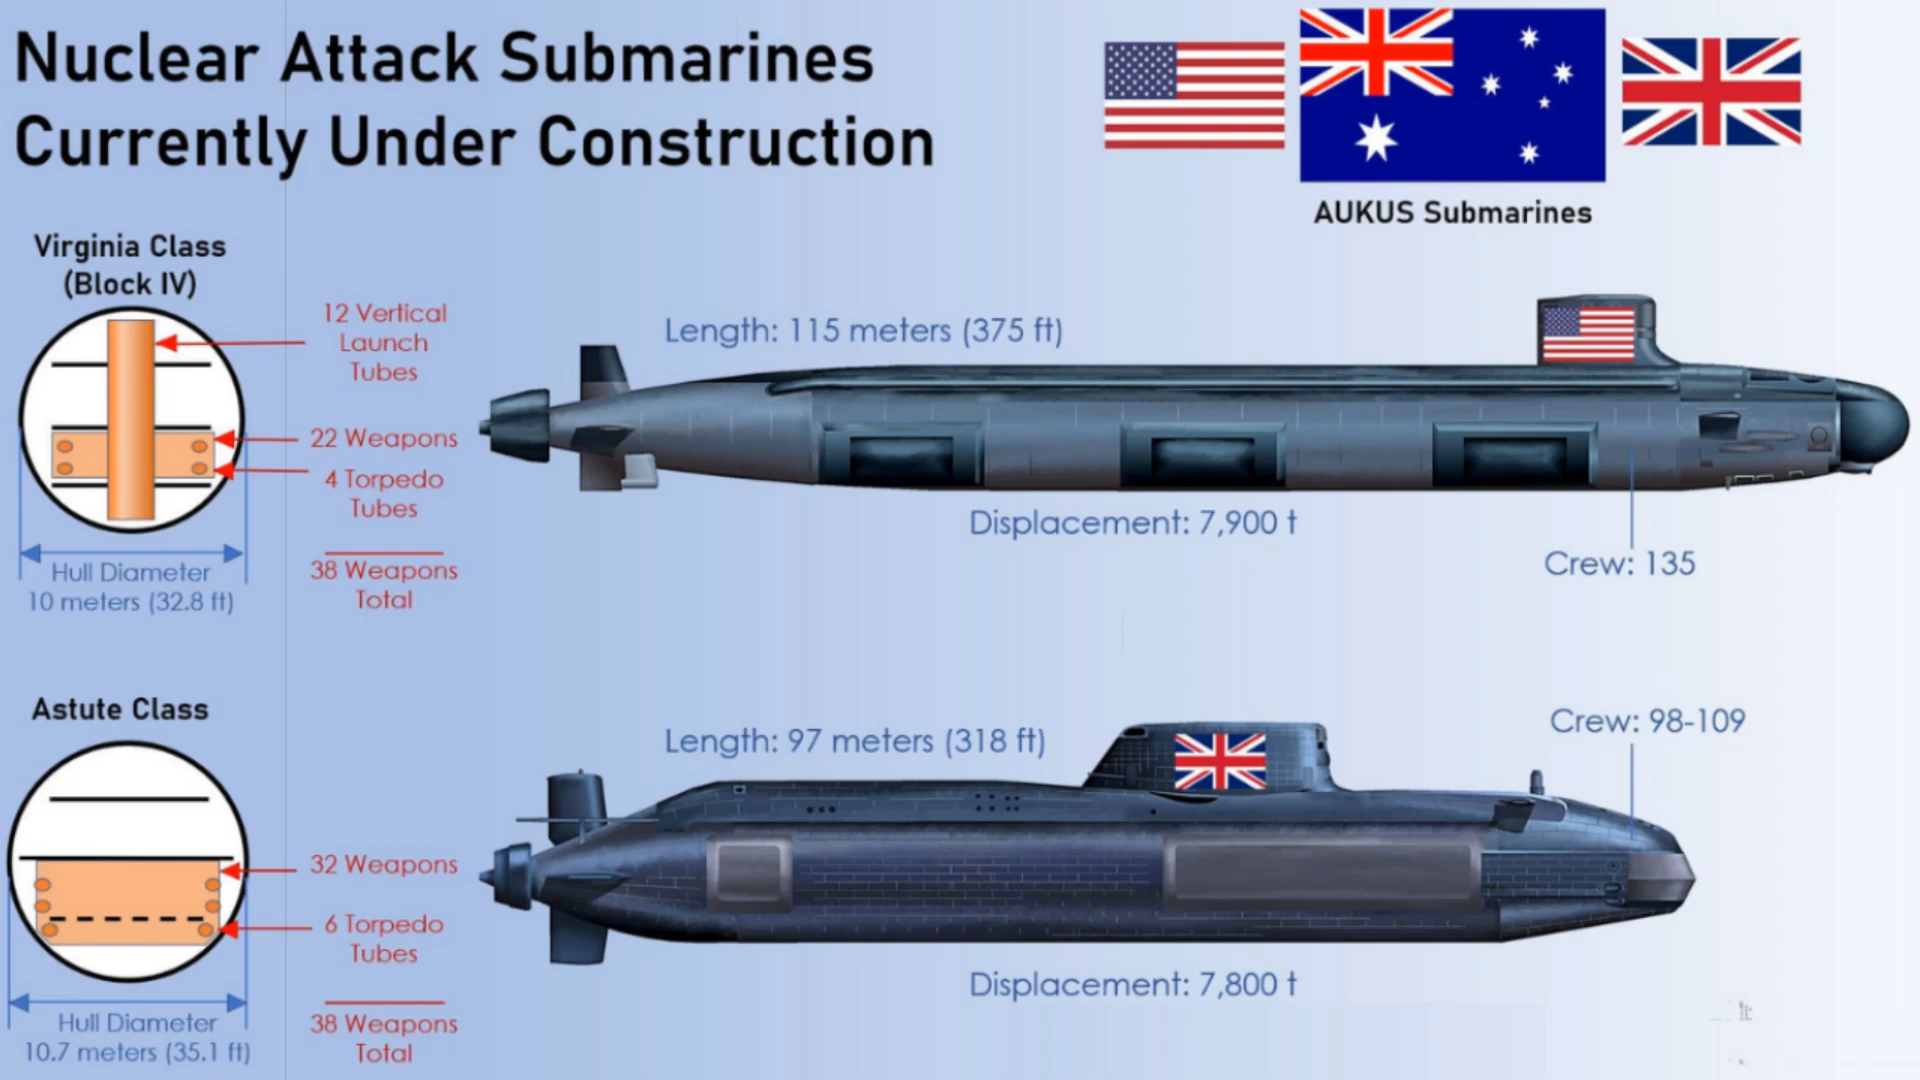 Nuclear Attack Submarines
Currently Under Construction
AUKUS Submarines
Virginia Class
(Block IV)
12 Vertical
Launch
Tubes
22 Weapons
4 Torpedo
Tubes
38 Weapons
Total
Hull Diameter
10 meters (32.8 ft)
Length: 115 meters (375 ft)
Displacement: 7,900 t
Crew: 135
Astute Class
32 Weapons
6 Torpedo
Tubes
38 Weapons
Total
Hull Diameter
10.7 meters (35.1 ft)
Length: 97 meters (318 ft)
Crew: 98-109
Displacement: 7,800 t